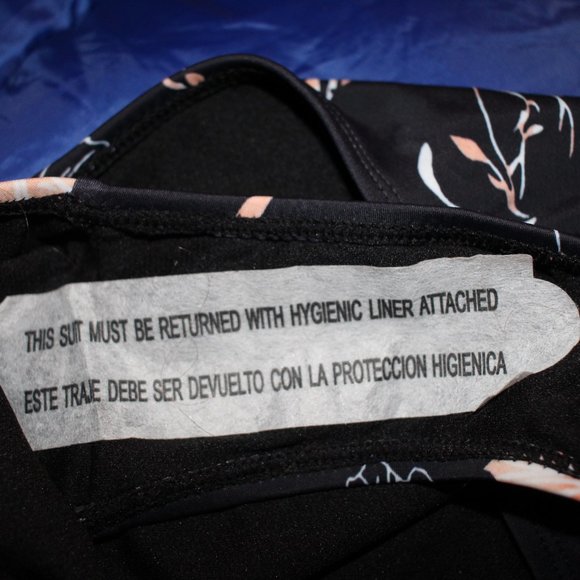 THIS SUIT MUST BE RETURNED WITH HYGIENIC LINER ATTACHED
ESTE TRAJE DEBE SER DEVUELTO CON LA PROTECCION HIGIENICA